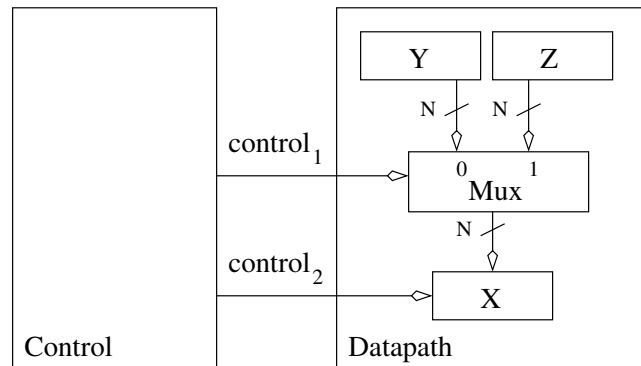 Y Z
N N
control1
0 1
Mux
N
control2
X
Control Datapath